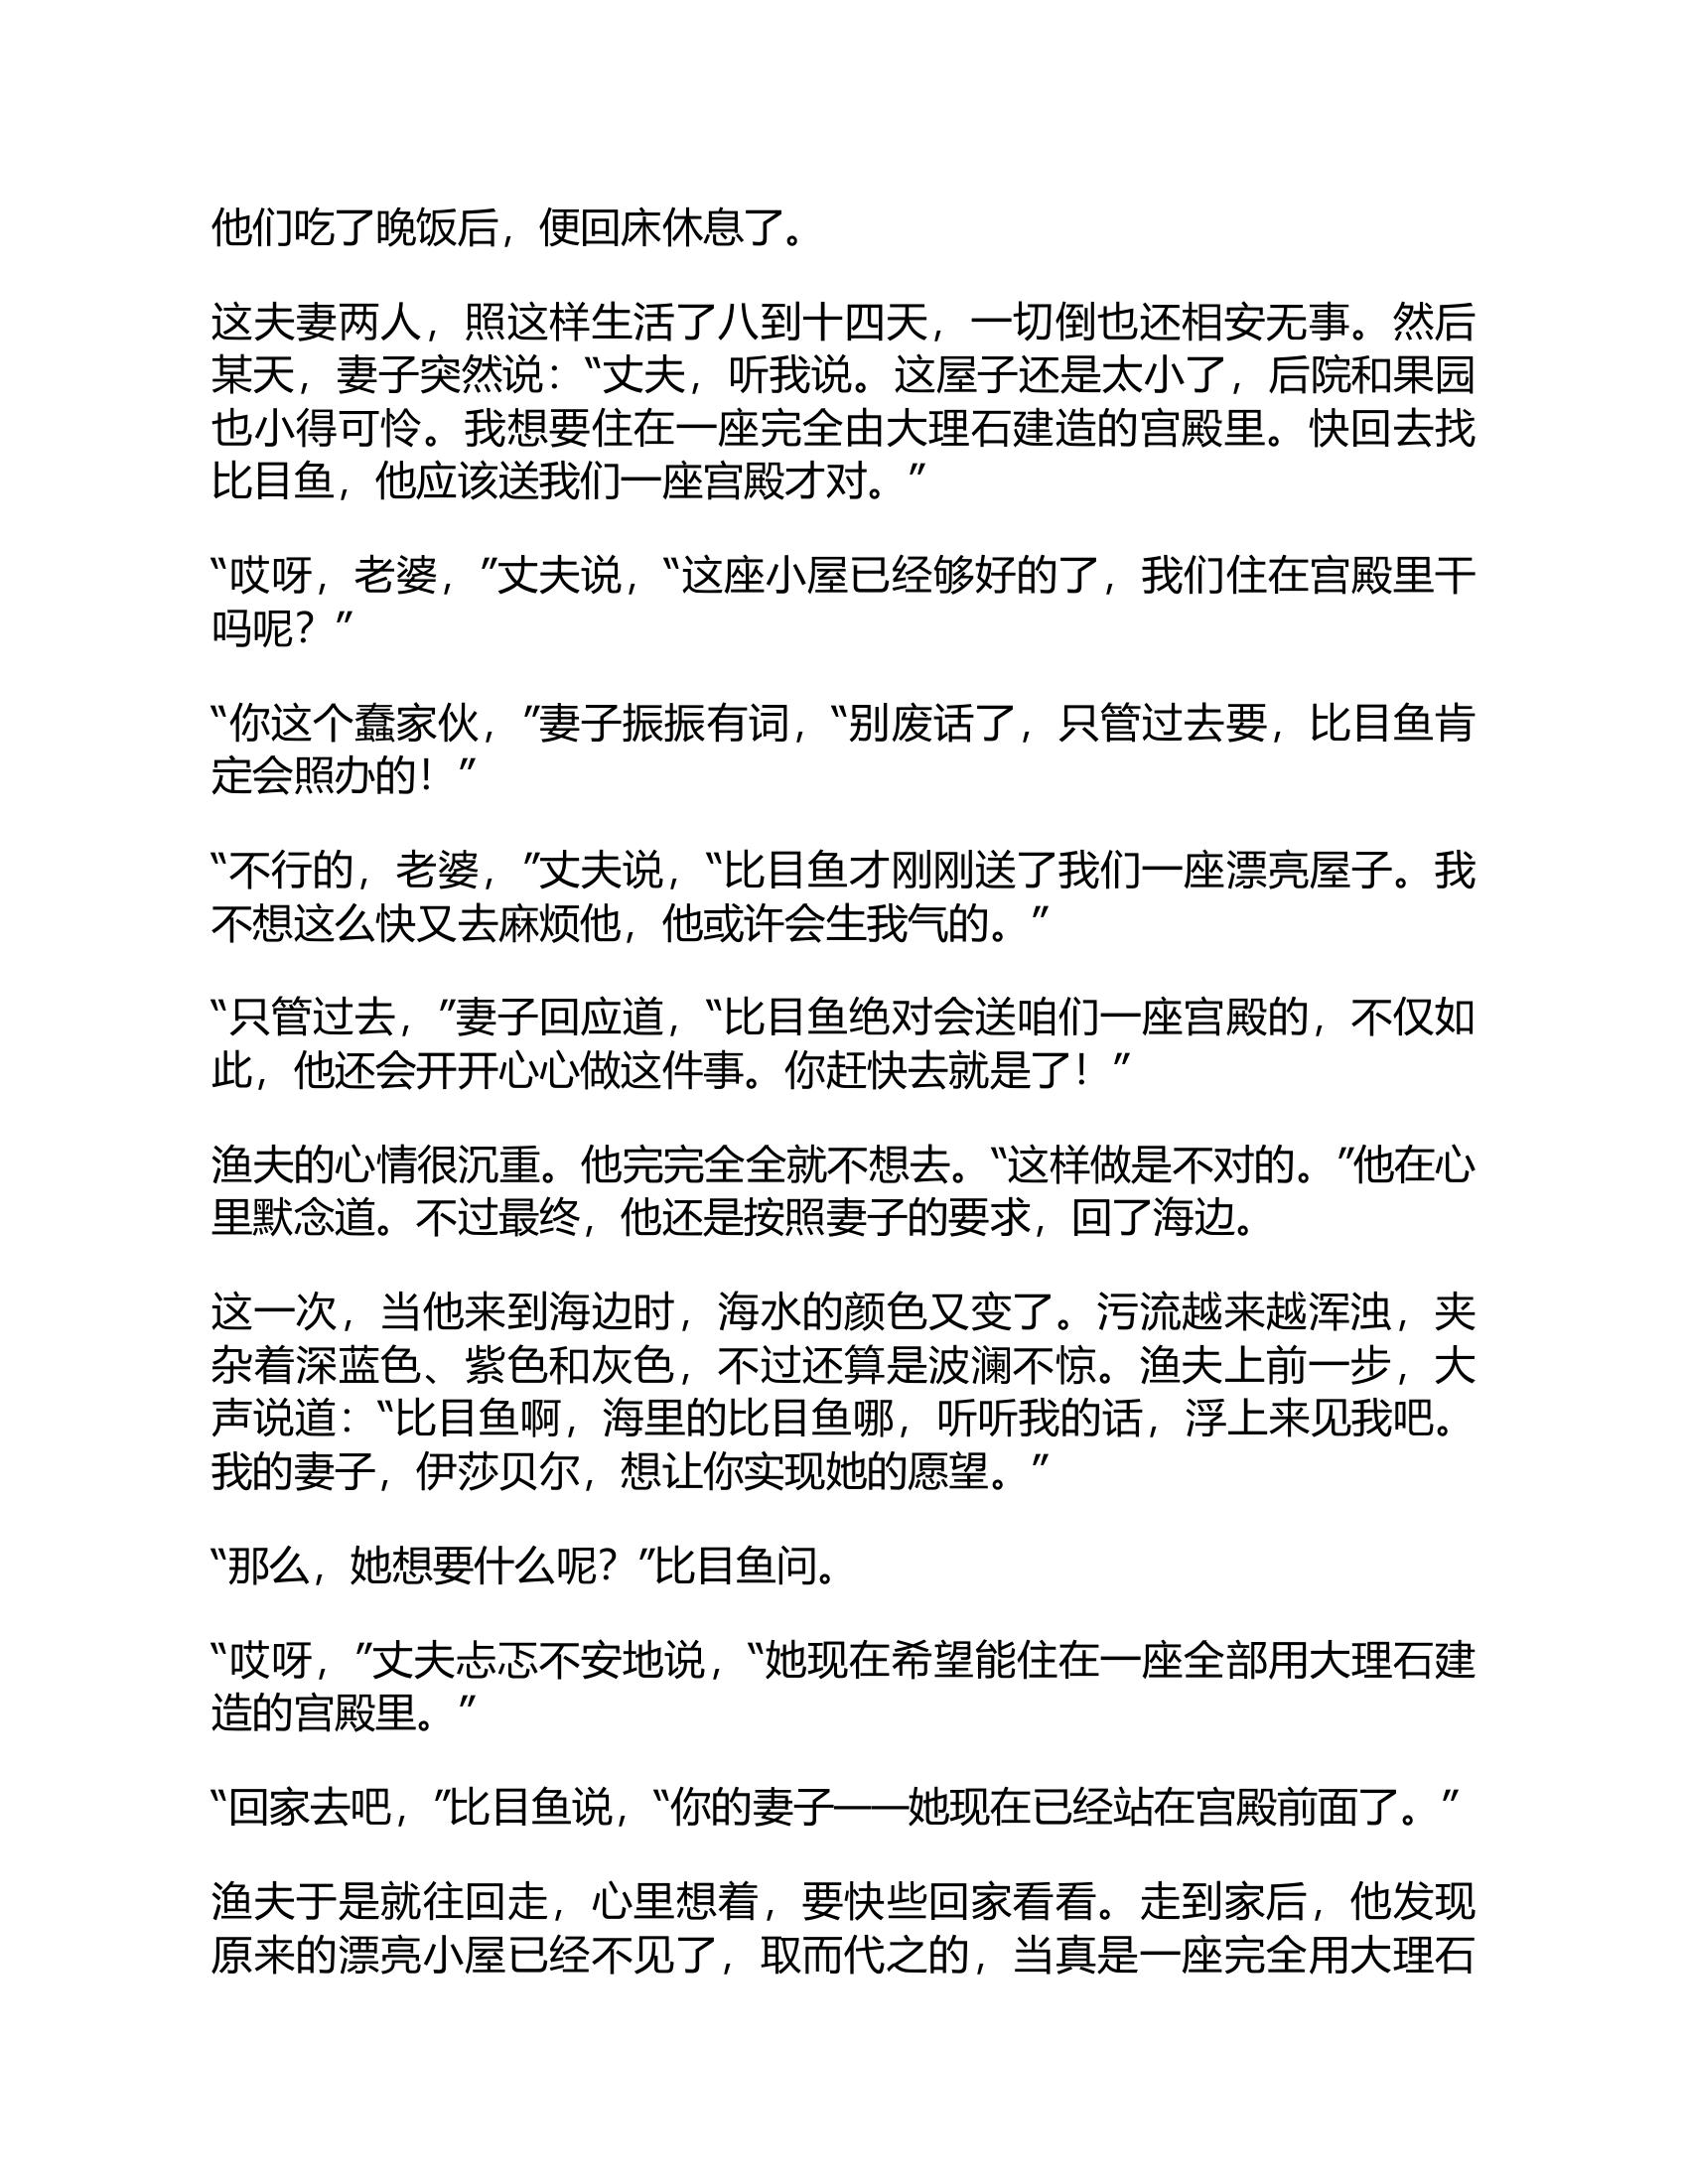 他们吃了晚饭后，便回床休息了。
这夫妻两人，照这样生活了八到十四天，一切倒也还相安无事。然后
某天，妻子突然说：“丈夫，听我说。这屋子还是太小了，后院和果园
也小得可怜。我想要住在一座完全由大理石建造的宫殿里。快回去找
比目鱼，他应该送我们一座宫殿才对。”
“哎呀，老婆，”丈夫说，“这座小屋已经够好的了，我们住在宫殿里干
吗呢？”
“你这个蠢家伙，”妻子振振有词，“别废话了，只管过去要，比目鱼肯
定会照办的！”
“不行的，老婆，”丈夫说，“比目鱼才刚刚送了我们一座漂亮屋子。我
不想这么快又去麻烦他，他或许会生我气的。”
“只管过去，”妻子回应道，“比目鱼绝对会送咱们一座宫殿的，不仅如
此，他还会开开心心做这件事。你赶快去就是了！”
渔夫的心情很沉重。他完完全全就不想去。“这样做是不对的。”他在心
里默念道。不过最终，他还是按照妻子的要求，回了海边。
这一次，当他来到海边时，海水的颜色又变了。污流越来越浑浊，夹
杂着深蓝色、紫色和灰色，不过还算是波澜不惊。渔夫上前一步，大
声说道：“比目鱼啊，海里的比目鱼哪，听听我的话，浮上来见我吧。
我的妻子，伊莎贝尔，想让你实现她的愿望。”
“那么，她想要什么呢？”比目鱼问。
“哎呀，”丈夫忐忑不安地说，“她现在希望能住在一座全部用大理石建
造的宫殿里。”
“回家去吧，”比目鱼说，“你的妻子——她现在已经站在宫殿前面了。”
渔夫于是就往回走，心里想着，要快些回家看看。走到家后，他发现
原来的漂亮小屋已经不见了，取而代之的，当真是一座完全用大理石